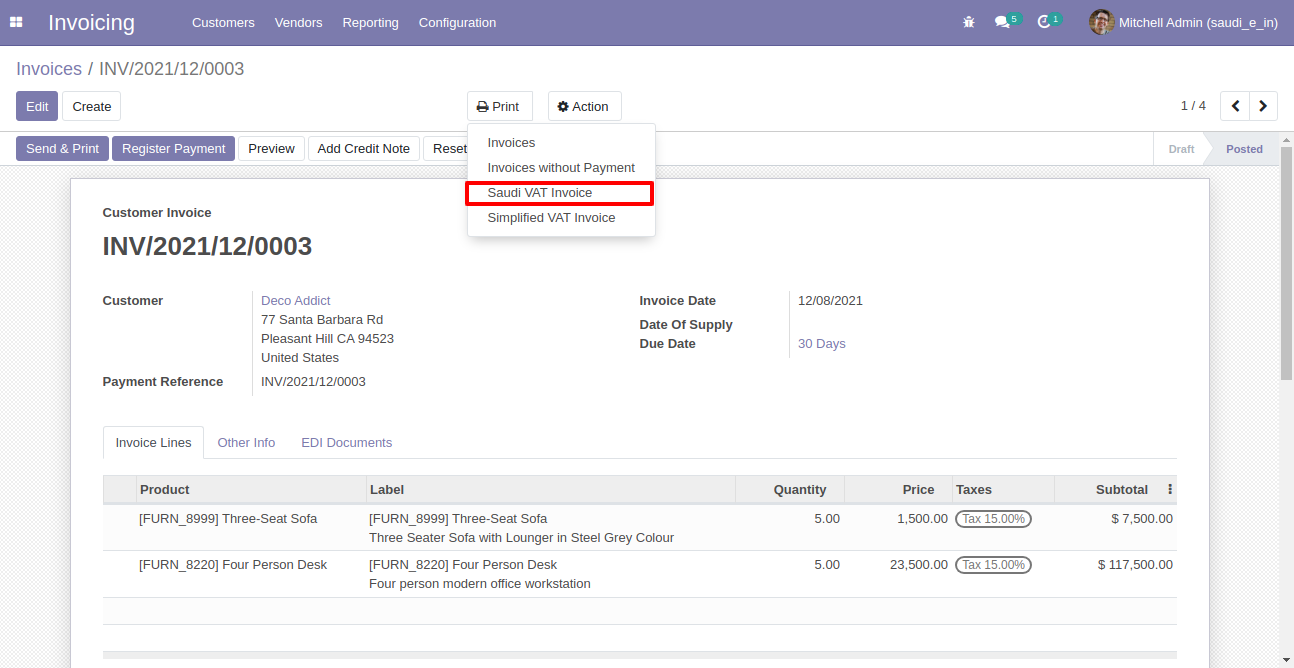 Invoicing Customers Vendors Reporting Configuration 5 1 Mitchell Admin (saudi_e_in)
Invoices / INV/2021/12/0003
Edit Create Print Action 1 / 4
Send & Print Register Payment Preview Add Credit Note Reset Draft Posted
Invoices
Invoices without Payment
Saudi VAT Invoice
Simplified VAT Invoice
Customer Invoice
INV/2021/12/0003
Customer Deco Addict Invoice Date 12/08/2021
77 Santa Barbara Rd Date Of Supply
Pleasant Hill CA 94523 Due Date 30 Days
United States
Payment Reference INV/2021/12/0003
Invoice Lines Other Info EDI Documents
Product Label Quantity Price Taxes Subtotal
[FURN_8999] Three-Seat Sofa [FURN_8999] Three-Seat Sofa 5.00 1,500.00 Tax 15.00% $ 7,500.00
Three Seater Sofa with Lounger in Steel Grey Colour
[FURN_8220] Four Person Desk [FURN_8220] Four Person Desk 5.00 23,500.00 Tax 15.00% $ 117,500.00
Four person modern office workstation